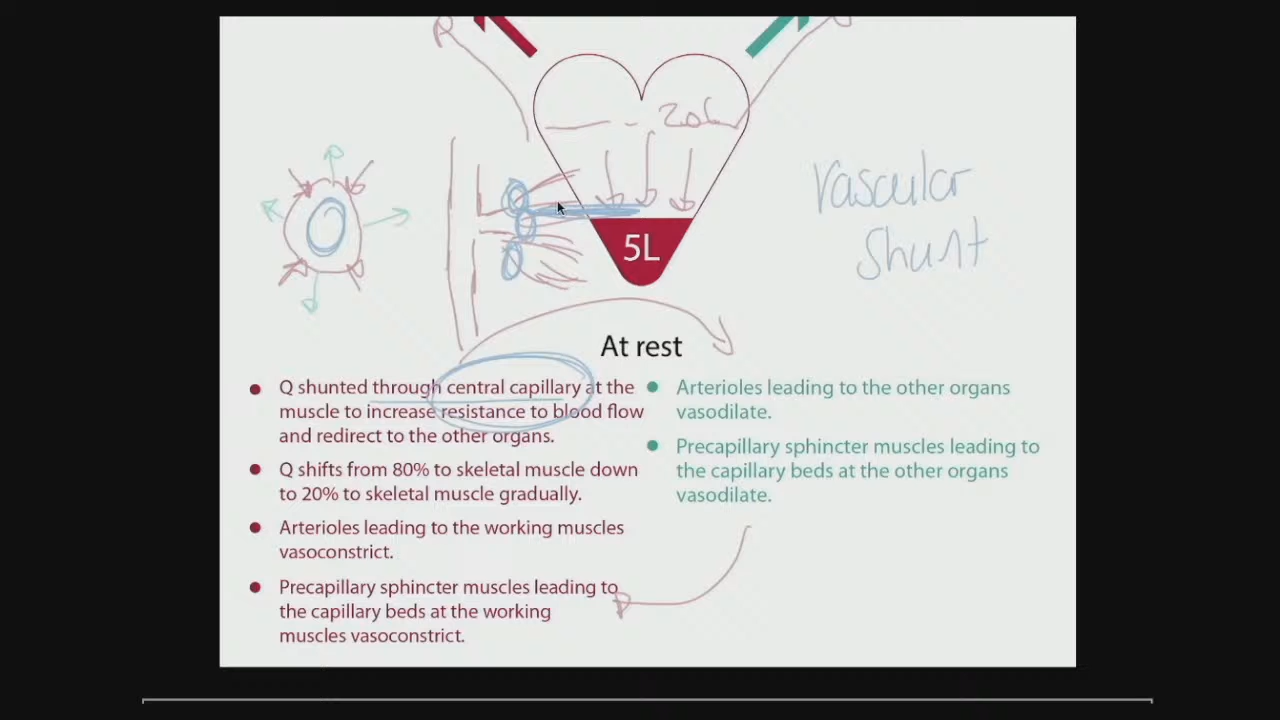 20L
Vascular
Shunt
5L
At rest
Q shunted through central capillary at the
muscle to increase resistance to blood flow
and redirect to the other organs.
Q shifts from 80% to skeletal muscle down
to 20% to skeletal muscle gradually.
Arterioles leading to the working muscles
vasoconstrict.
Precapillary sphincter muscles leading to
the capillary beds at the working
muscles vasoconstrict.
Arterioles leading to the other organs
vasodilate.
Precapillary sphincter muscles leading to
the capillary beds at the other organs
vasodilate.